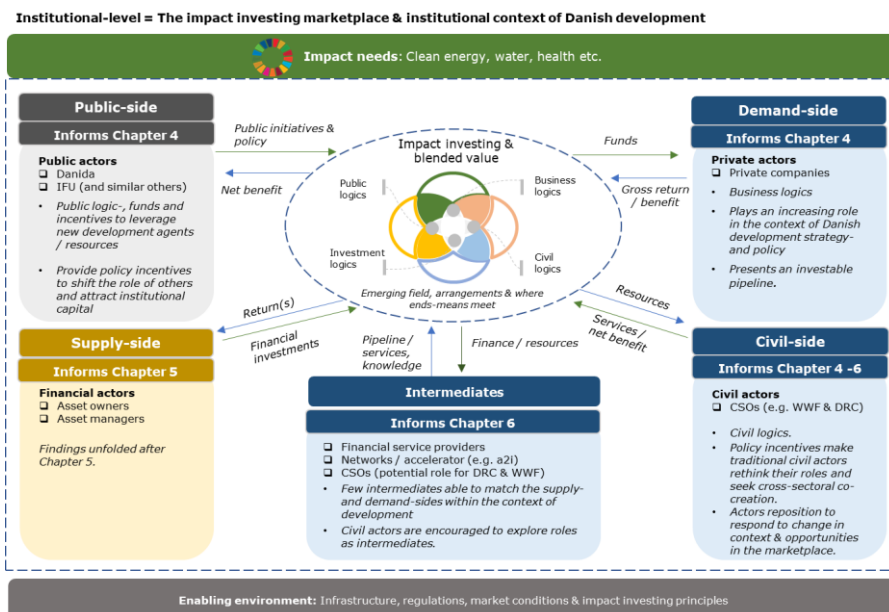 Institutional-level = The impact investing marketplace & institutional context of Danish development
Impact needs: Clean energy, water, health etc.
Public-side
Informs Chapter 4
Public actors
❑ Danida
❑ IFU (and similar others)
• Public logic-, funds and
incentives to leverage
new development agents
/ resources
• Provide policy incentives
to shift the role of others
and attract institutional
capital
Public initiatives &
policy
Net benefit
Impact investing &
blended value
Public
logics
Business
logics
Investment
logics
Civil
logics
Emerging field, arrangements & where
ends-means meet
Funds
Gross return
/ benefit
Demand-side
Informs Chapter 4
Private actors
❑ Private companies
• Business logics
• Plays an increasing role
in the context of Danish
development strategy-
and policy
• Presents an investable
pipeline.
Return(s)
Financial
investments
Pipeline /
services,
knowledge
Finance / resources
Resources
Services /
net benefit
Supply-side
Informs Chapter 5
Financial actors
❑ Asset owners
❑ Asset managers
Findings unfolded after
Chapter 5.
Intermediates
Informs Chapter 6
❑ Financial service providers
❑ Networks / accelerator (e.g. a2i)
❑ CSOs (potential role for DRC & WWF)
• Few intermediates able to match the supply-
and demand-sides within the context of
development
• Civil actors are encouraged to explore roles
as intermediates.
Civil-side
Informs Chapter 4 -6
Civil actors
❑ CSOs (e.g. WWF & DRC)
• Civil logics.
• Policy incentives make
traditional civil actors
rethink their roles and
seek cross-sectoral co-
creation.
• Actors reposition to
respond to change in
context & opportunities
in the marketplace.
Enabling environment: Infrastructure, regulations, market conditions & impact investing principles